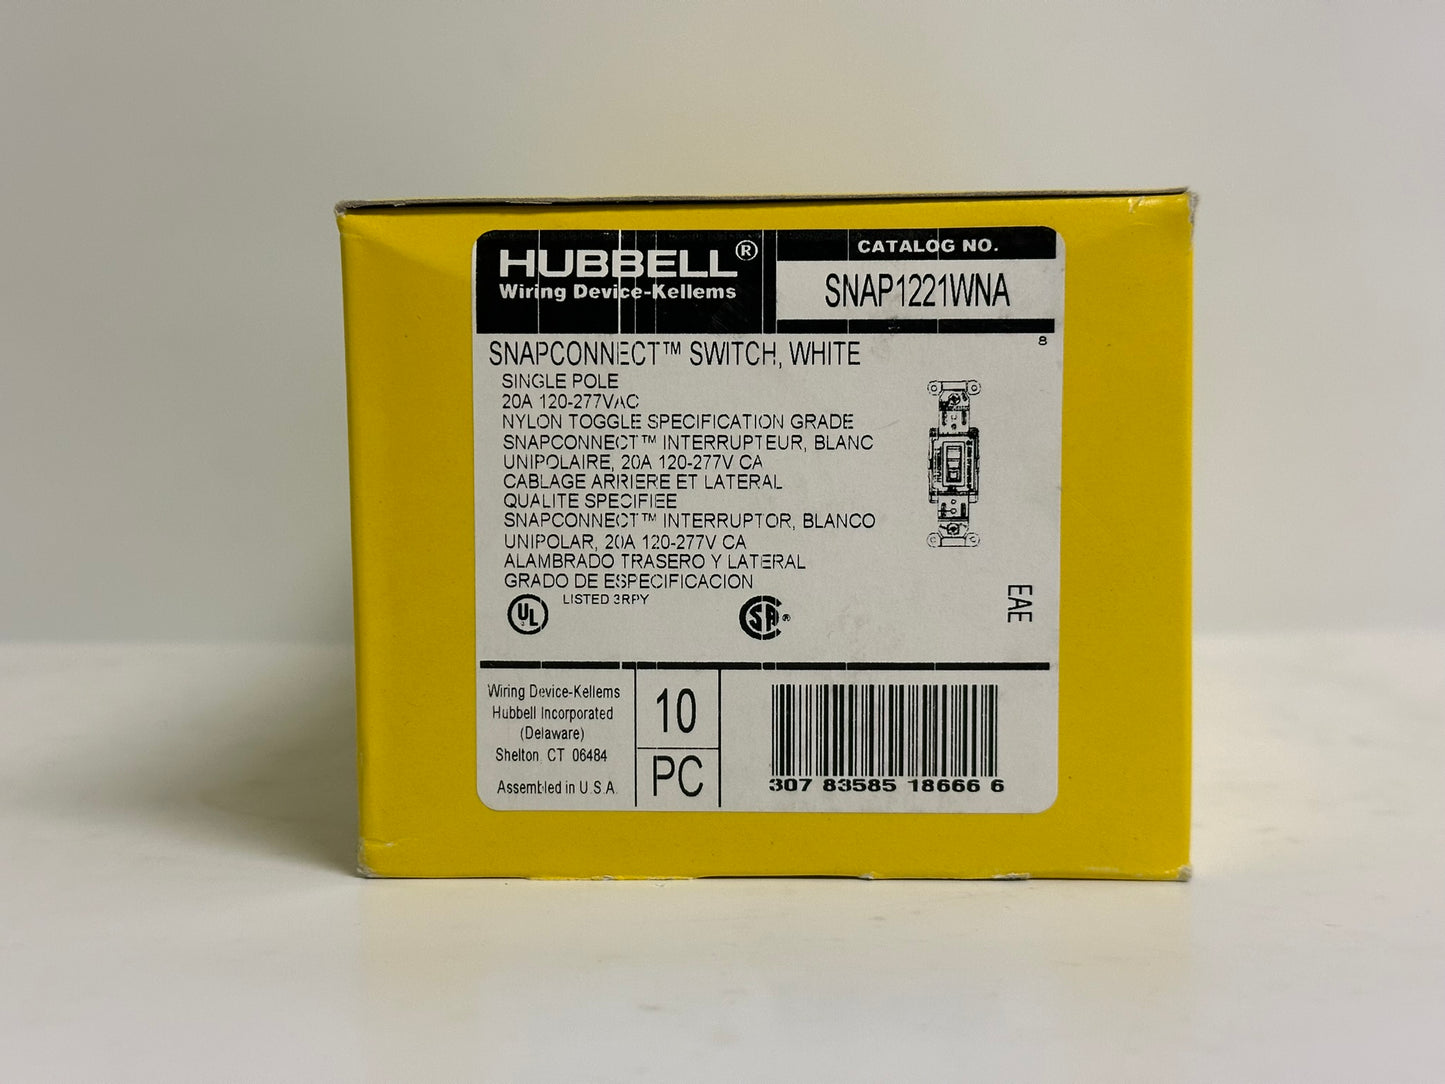 HUBBELL®
Wiring Device-Kellems
CATALOG NO.
SNAP1221WNA
8
SNAPCONNECT™ SWITCH, WHITE
SINGLE POLE
20A 120-277VAC
NYLON TOGGLE SPECIFICATION GRADE
SNAPCONNECT™ INTERRUPTEUR, BLANC
UNIPOLAIRE, 20A 120-277V CA
CABLAGE ARRIERE ET LATERAL
QUALITE SPECIFIEE
SNAPCONNECT™ INTERRUPTOR, BLANCO
UNIPOLAR, 20A 120-277V CA
ALAMBRADO TRASERO Y LATERAL
GRADO DE ESPECIFICACION
UL LISTED 3RPY
SA®
EAE
Wiring Device-Kellems
Hubbell Incorporated
(Delaware)
Shelton, CT 06484
Assembled in U.S.A.
10
PC
307 83585 18666 6